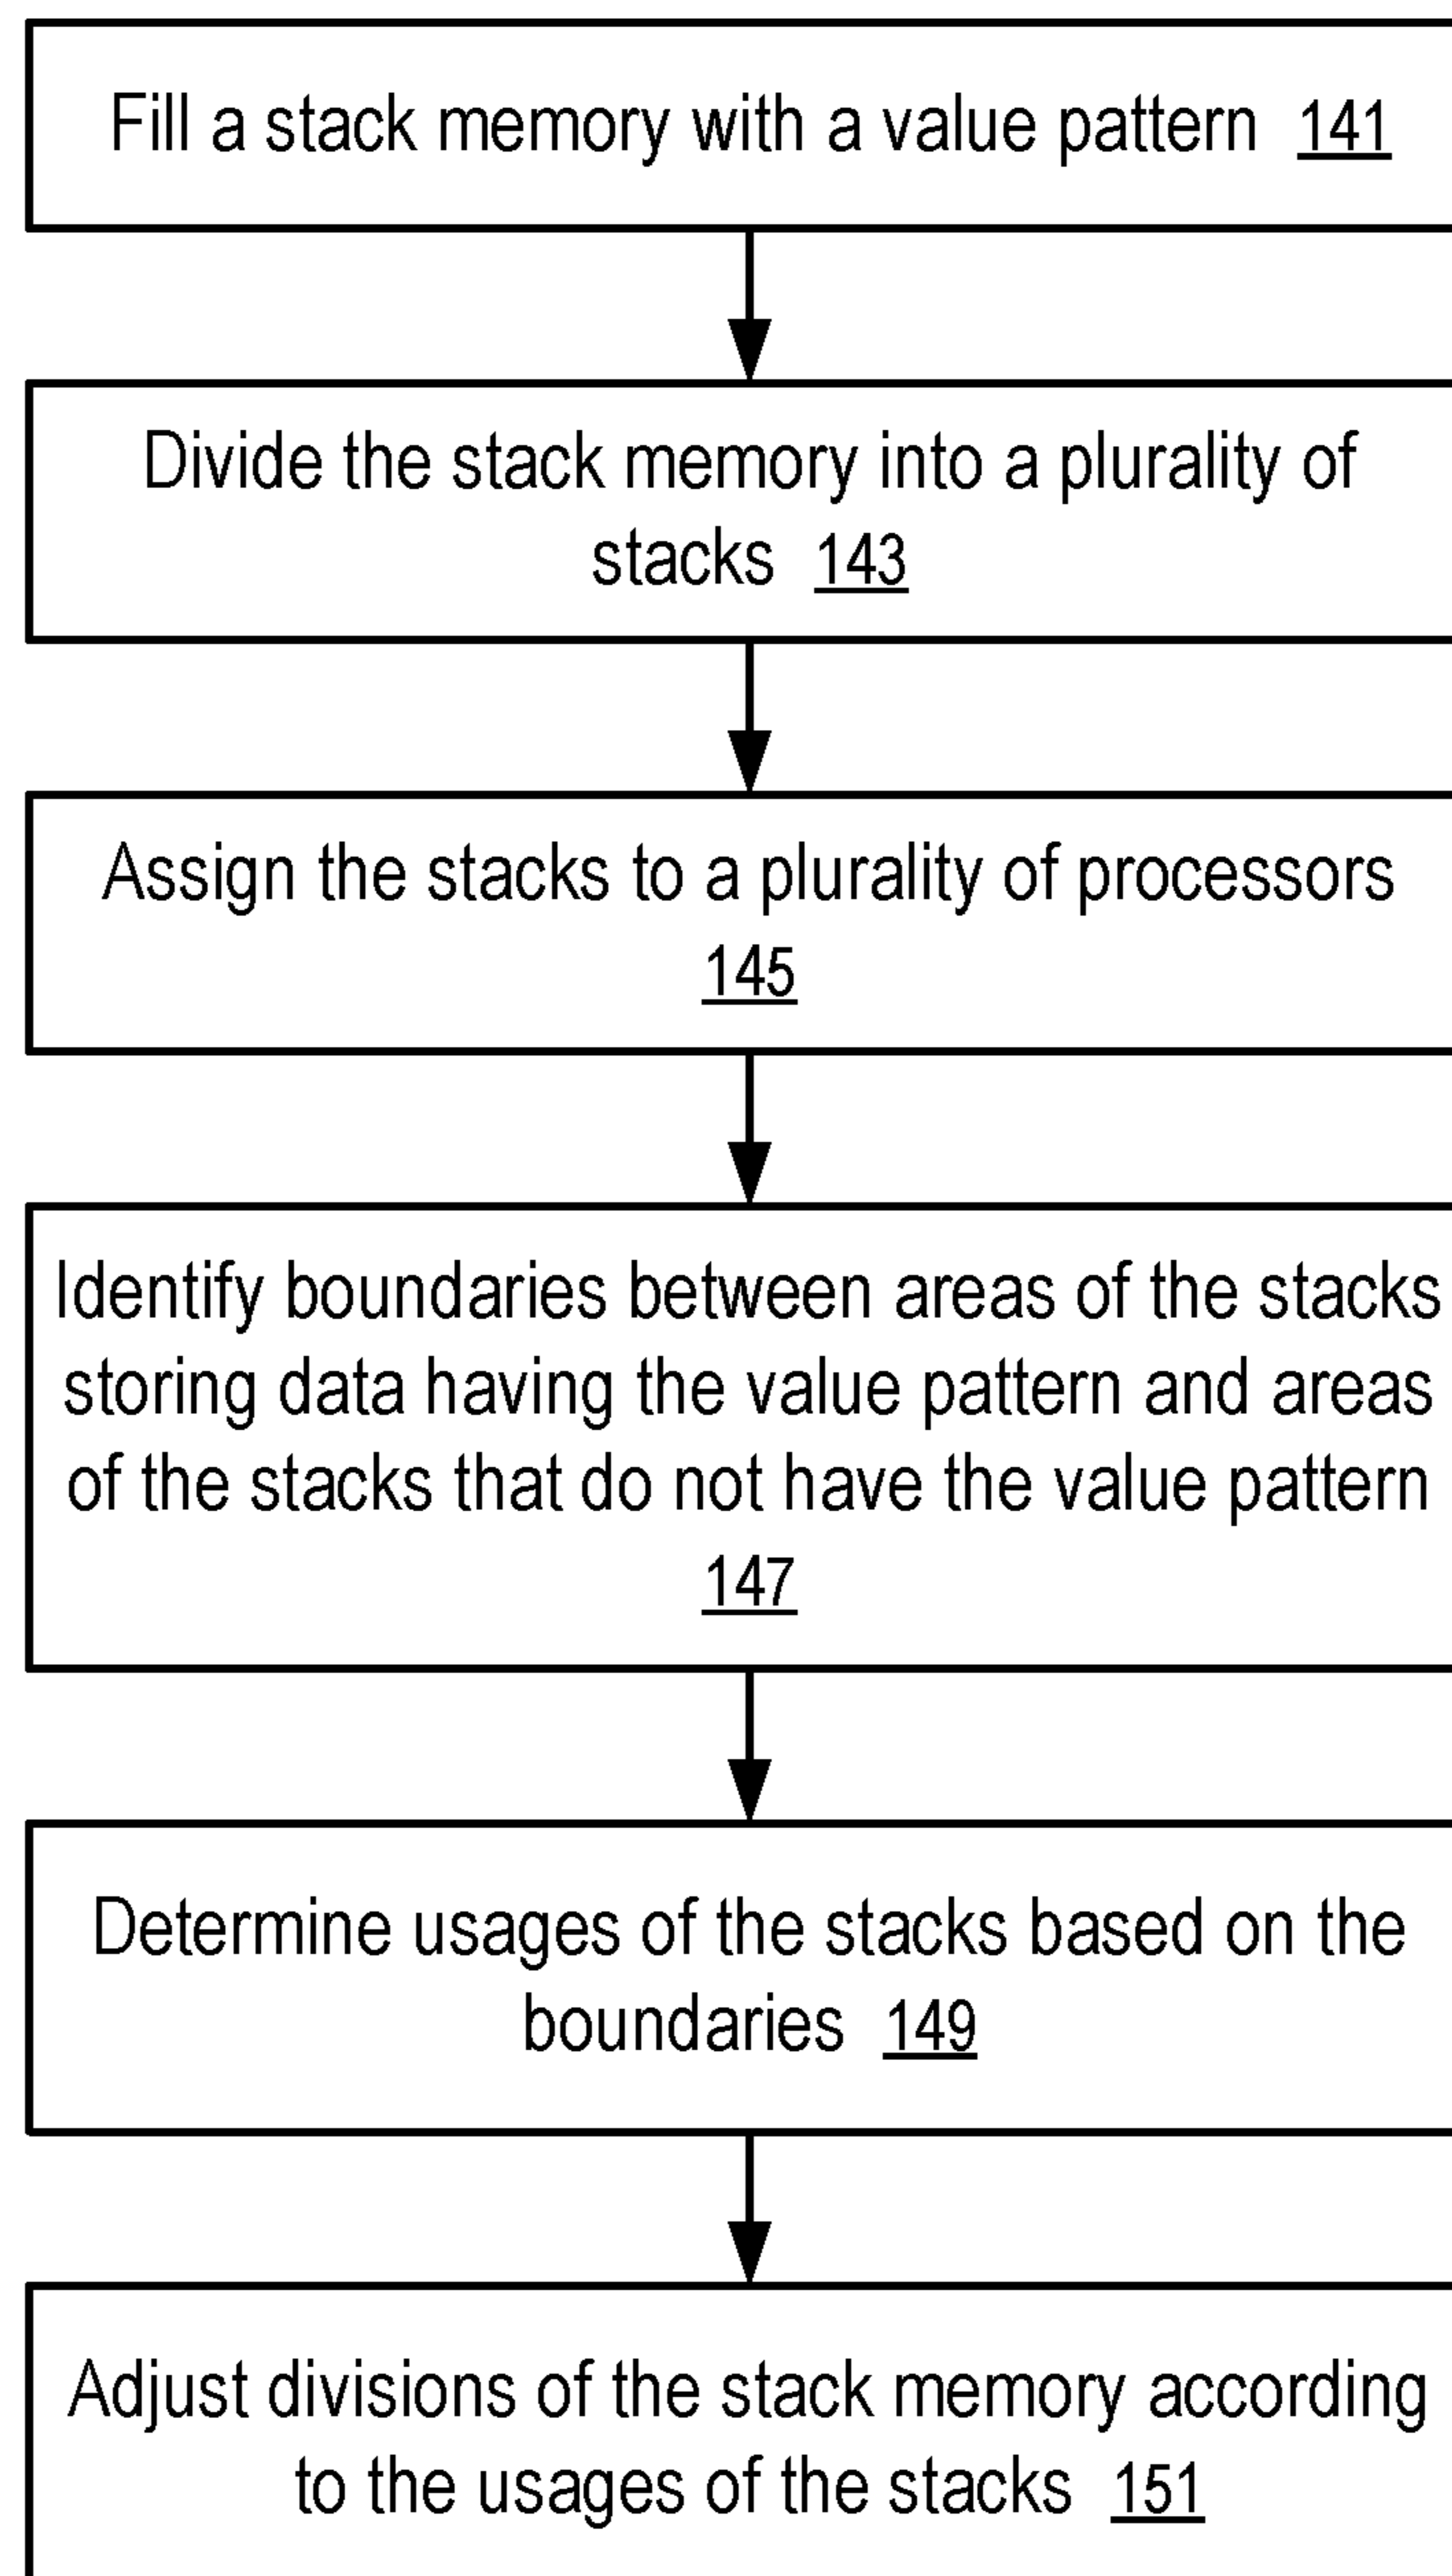 Fill a stack memory with a value pattern 141
Divide the stack memory into a plurality of
stacks 143
Assign the stacks to a plurality of processors
145
Identify boundaries between areas of the stacks
storing data having the value pattern and areas
of the stacks that do not have the value pattern
147
Determine usages of the stacks based on the
boundaries 149
Adjust divisions of the stack memory according
to the usages of the stacks 151